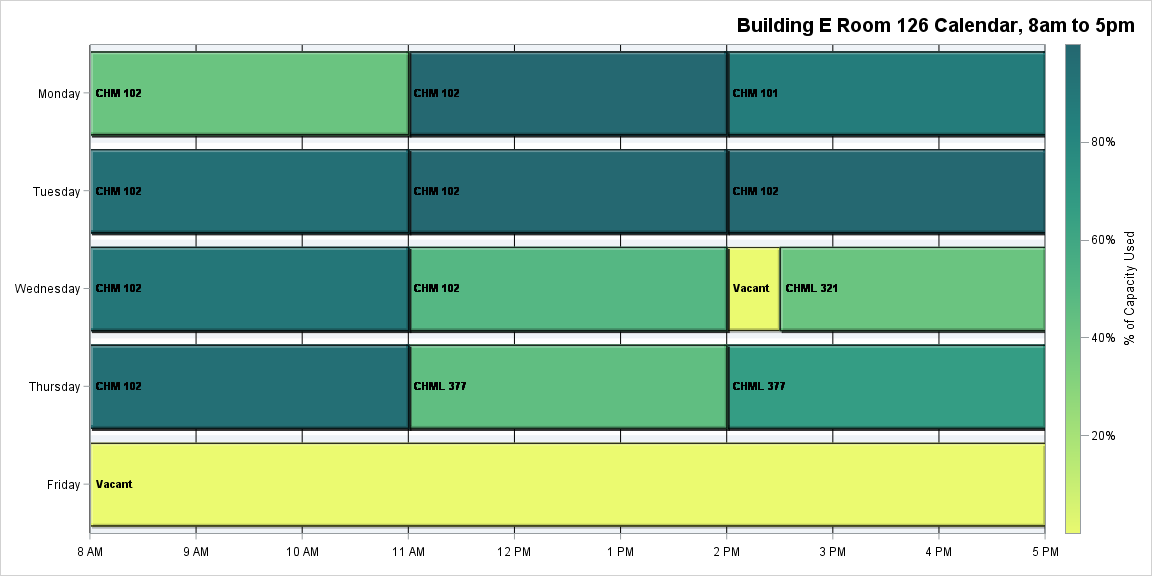 Building E Room 126 Calendar, 8am to 5pm
Monday
CHM 102
CHM 102
CHM 101
Tuesday
CHM 102
CHM 102
CHM 102
Wednesday
CHM 102
CHM 102
Vacant
CHML 321
Thursday
CHM 102
CHML 377
CHML 377
Friday
Vacant
8 AM
9 AM
10 AM
11 AM
12 PM
1 PM
2 PM
3 PM
4 PM
5 PM
80%
60%
40%
20%
% of Capacity Used